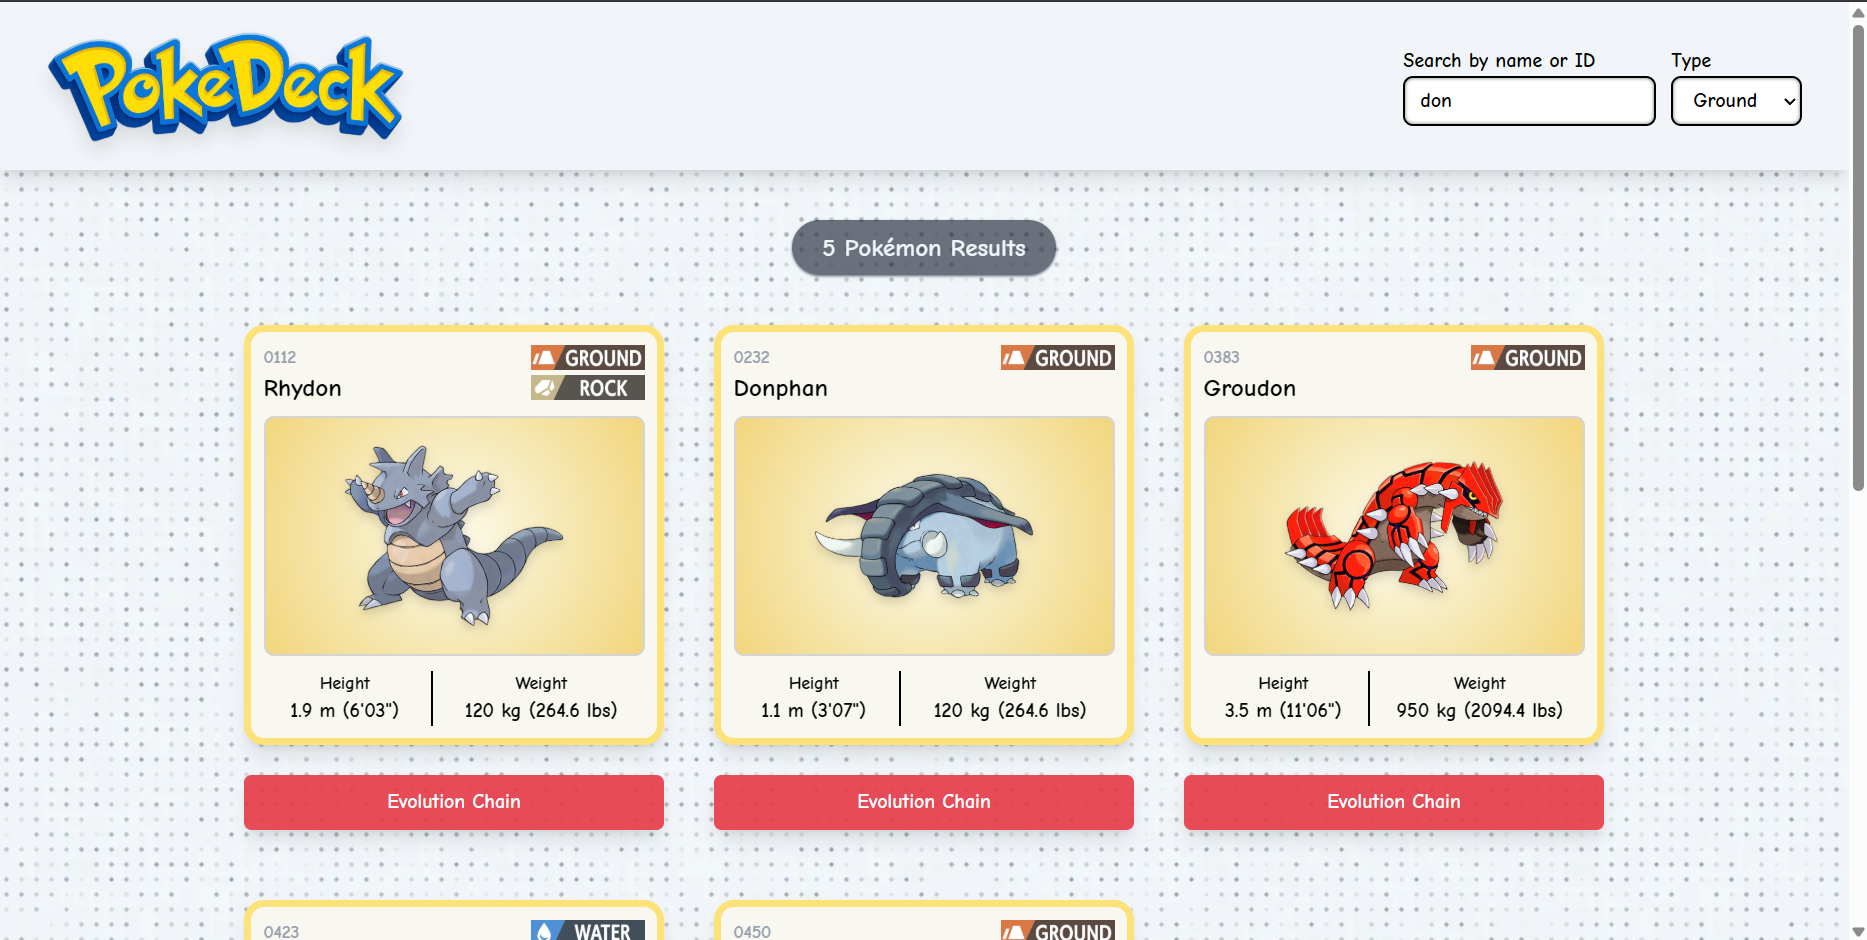 PokeDeck
Search by name or ID
Type
don
Ground
5 Pokémon Results
0112
GROUND
Rhydon
ROCK
Height
Weight
1.9 m (6'03")
120 kg (264.6 lbs)
Evolution Chain
0232
GROUND
Donphan
Height
Weight
1.1 m (3'07")
120 kg (264.6 lbs)
Evolution Chain
0383
GROUND
Groudon
Height
Weight
3.5 m (11'06")
950 kg (2094.4 lbs)
Evolution Chain
0423
WATER
0450
GROUND